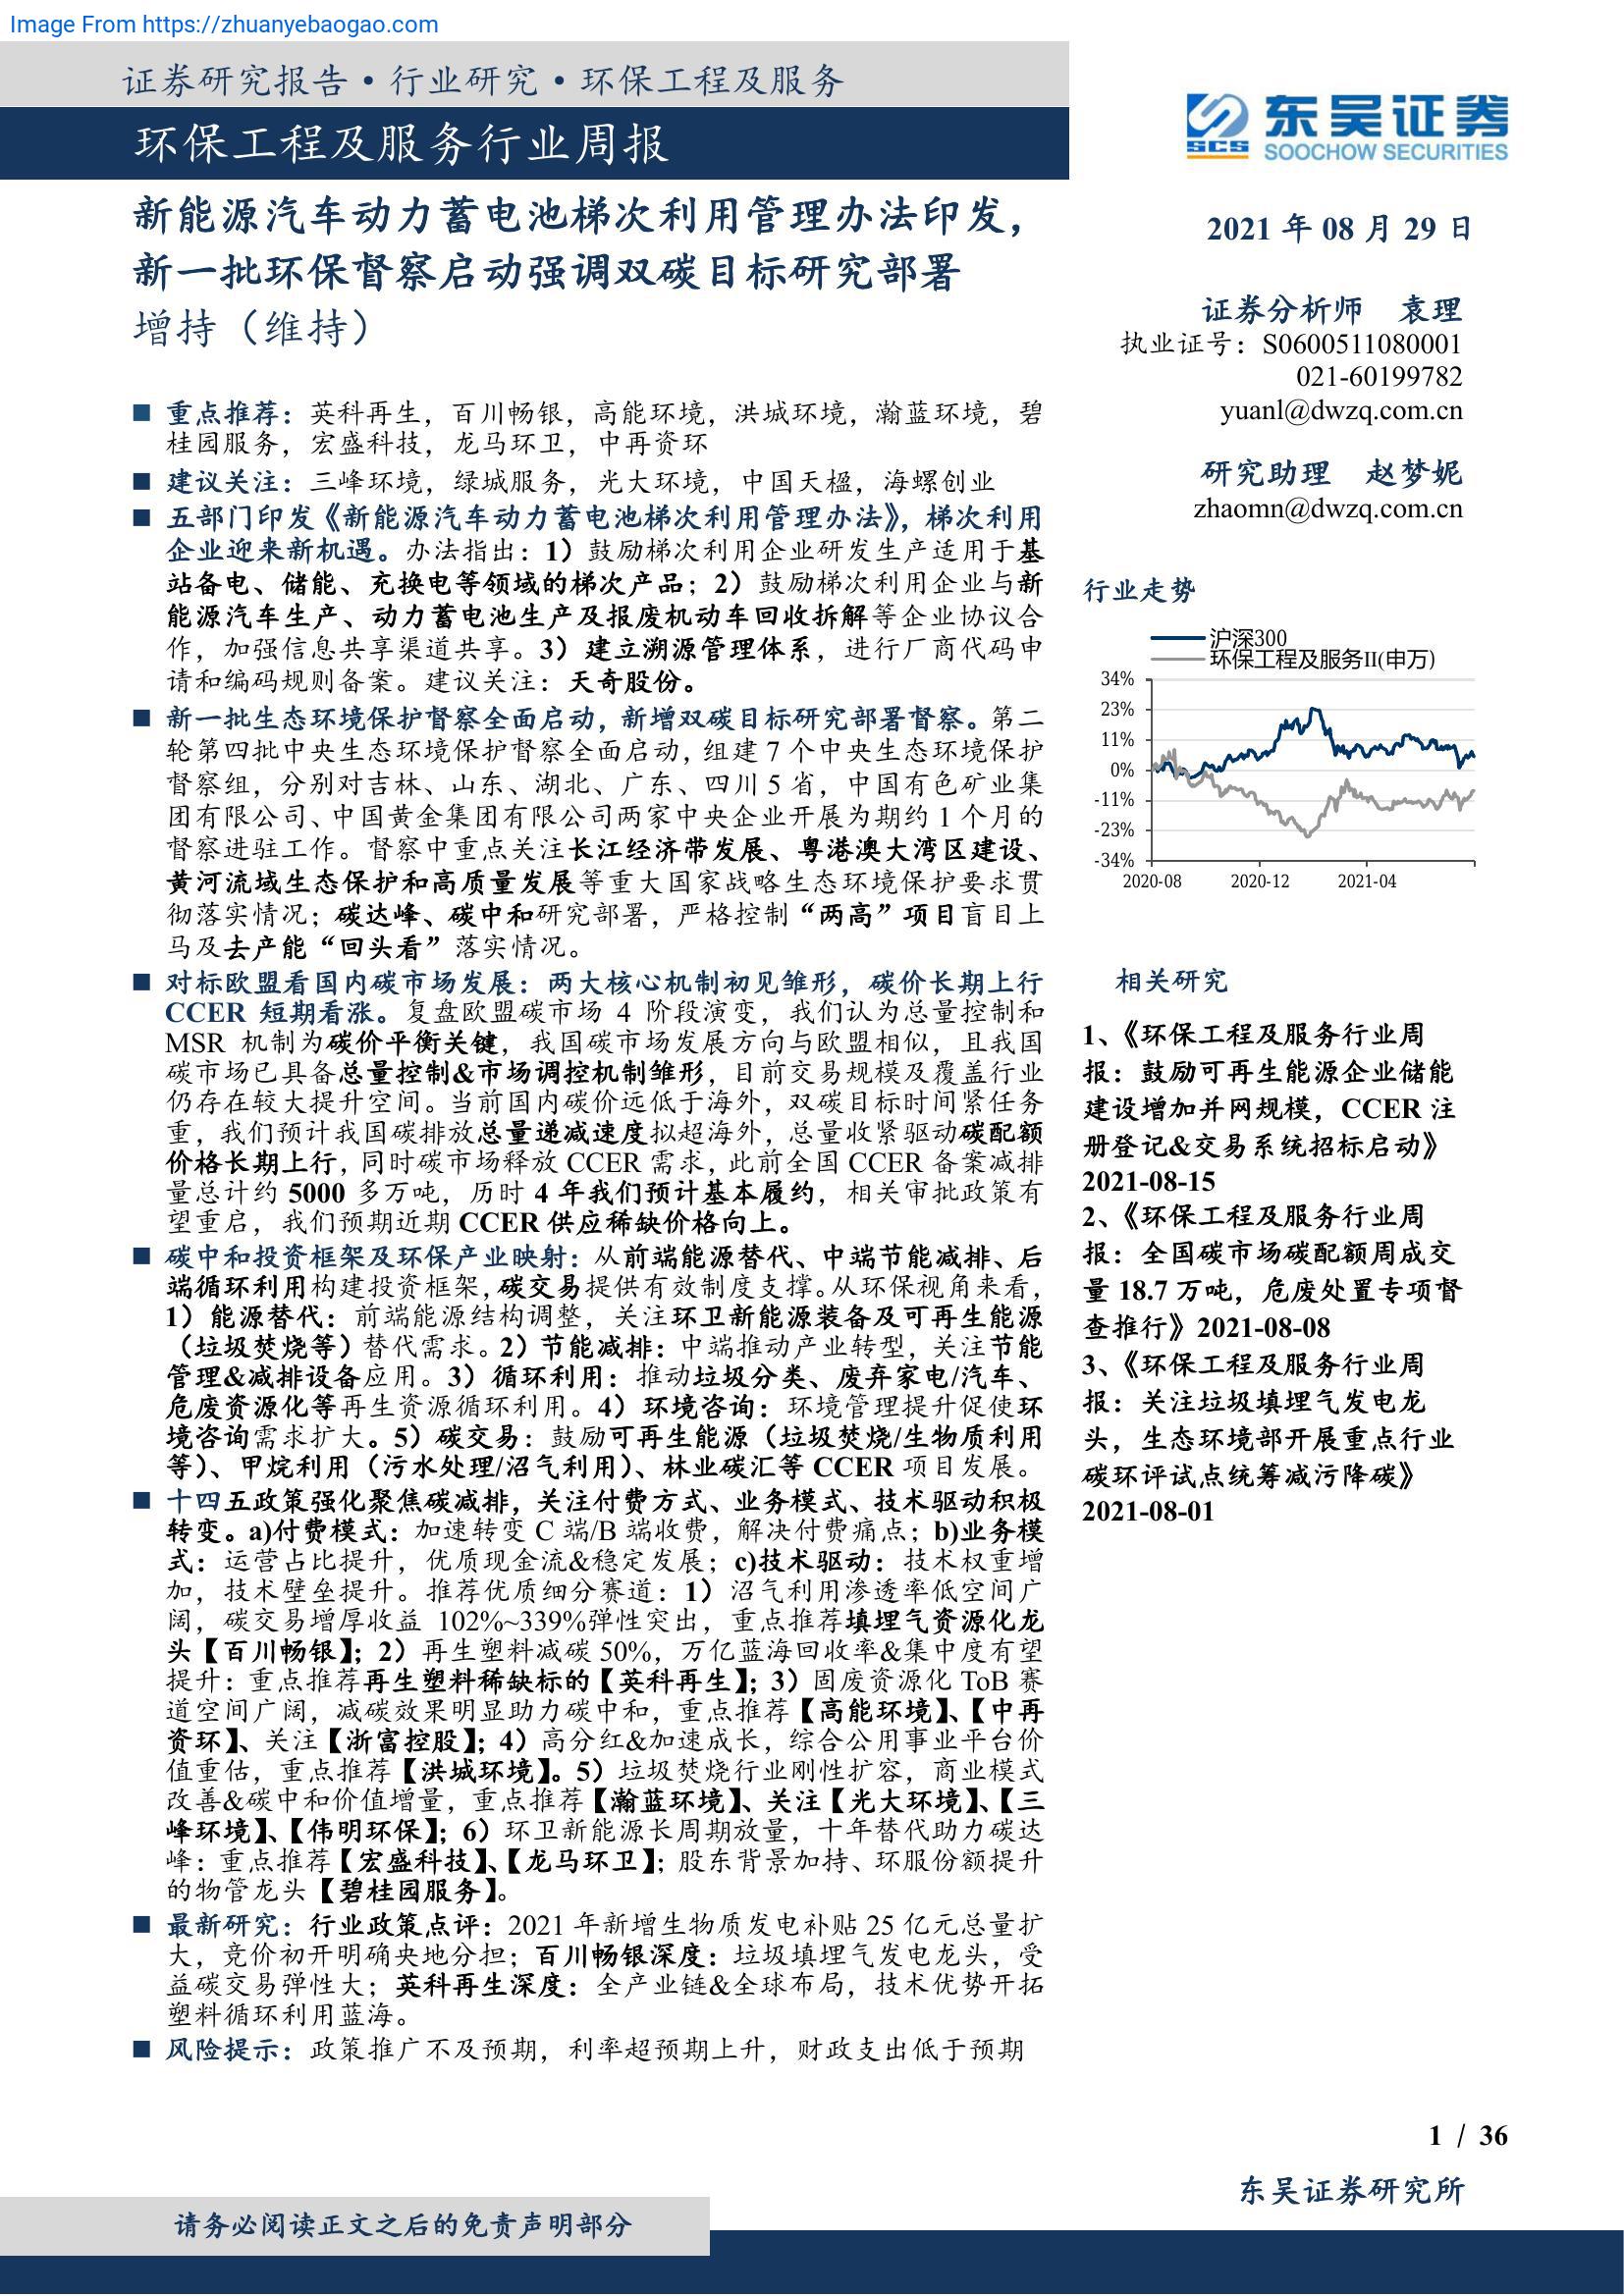 Image From https://zhuanyebaogao.com
证券研究报告·行业研究·环保工程及服务
环保工程及服务行业周报
东吴证券
SCS
SOOCHOW SECURITIES
新能源汽车动力蓄电池梯次利用管理办法印发，
新一批环保督察启动强调双碳目标研究部署
增持（维持）
■ 重点推荐：英科再生，百川畅银，高能环境，洪城环境，瀚蓝环境，碧
桂园服务，宏盛科技，龙马环卫，中再资环
■ 建议关注：三峰环境，绿城服务，光大环境，中国天楹，海螺创业
■ 五部门印发《新能源汽车动力蓄电池梯次利用管理办法》，梯次利用
企业迎来新机遇。办法指出：1）鼓励梯次利用企业研发生产适用于基
站备电、储能、充换电等领域的梯次产品；2）鼓励梯次利用企业与新
能源汽车生产、动力蓄电池生产及报废机动车回收拆解等企业协议合
作，加强信息共享渠道共享。3）建立溯源管理体系，进行厂商代码申
请和编码规则备案。建议关注：天奇股份。
■ 新一批生态环境保护督察全面启动，新增双碳目标研究部署督察。第二
轮第四批中央生态环境保护督察全面启动，组建 7 个中央生态环境保护
督察组，分别对吉林、山东、湖北、广东、四川 5 省，中国有色矿业集
团有限公司、中国黄金集团有限公司两家中央企业开展为期约 1 个月的
督察进驻工作。督察中重点关注长江经济带发展、粤港澳大湾区建设、
黄河流域生态保护和高质量发展等重大国家战略生态环境保护要求贯
彻落实情况；碳达峰、碳中和研究部署，严格控制“两高”项目盲目上
马及去产能“回头看”落实情况。
■ 对标欧盟看国内碳市场发展：两大核心机制初见雏形，碳价长期上行
CCER 短期看涨。复盘欧盟碳市场 4 阶段演变，我们认为总量控制和
MSR 机制为碳价平衡关键，我国碳市场发展方向与欧盟相似，且我国
碳市场已具备总量控制&市场调控机制雏形，目前交易规模及覆盖行业
仍存在较大提升空间。当前国内碳价远低于海外，双碳目标时间紧任务
重，我们预计我国碳排放总量递减速度拟超海外，总量收紧驱动碳配额
价格长期上行，同时碳市场释放 CCER 需求，此前全国 CCER 备案减排
量总计约 5000 多万吨，历时 4 年我们预计基本履约，相关审批政策有
望重启，我们预期近期 CCER 供应稀缺价格向上。
■ 碳中和投资框架及环保产业映射：从前端能源替代、中端节能减排、后
端循环利用构建投资框架，碳交易提供有效制度支撑。从环保视角来看，
1）能源替代：前端能源结构调整，关注环卫新能源装备及可再生能源
（垃圾焚烧等）替代需求。2）节能减排：中端推动产业转型，关注节能
管理&减排设备应用。3）循环利用：推动垃圾分类、废弃家电/汽车、
危废资源化等再生资源循环利用。4）环境咨询：环境管理提升促使环
境咨询需求扩大。5）碳交易：鼓励可再生能源（垃圾焚烧/生物质利用
等）、甲烷利用（污水处理/沼气利用）、林业碳汇等 CCER 项目发展。
■ 十四五政策强化聚焦碳减排，关注付费方式、业务模式、技术驱动积极
转变。a)付费模式：加速转变 C 端/B 端收费，解决付费痛点；b)业务模
式：运营占比提升，优质现金流&稳定发展；c)技术驱动：技术权重增
加，技术壁垒提升。推荐优质细分赛道：1）沼气利用渗透率低空间广
阔，碳交易增厚收益 102%~339%弹性突出，重点推荐填埋气资源化龙
头【百川畅银】；2）再生塑料减碳 50%，万亿蓝海回收率&集中度有望
提升：重点推荐再生塑料稀缺标的【英科再生】；3）固废资源化 ToB 赛
道空间广阔，减碳效果明显助力碳中和，重点推荐【高能环境】、【中再
资环】、关注【浙富控股】；4）高分红&加速成长，综合公用事业平台价
值重估，重点推荐【洪城环境】。5）垃圾焚烧行业刚性扩容，商业模式
改善&碳中和价值增量，重点推荐【瀚蓝环境】、关注【光大环境】、【三
峰环境】、【伟明环保】；6）环卫新能源长周期放量，十年替代助力碳达
峰：重点推荐【宏盛科技】、【龙马环卫】；股东背景加持、环服份额提升
的物管龙头【碧桂园服务】。
■ 最新研究：行业政策点评：2021 年新增生物质发电补贴 25 亿元总量扩
大，竞价初开明确央地分担；百川畅银深度：垃圾填埋气发电龙头，受
益碳交易弹性大；英科再生深度：全产业链&全球布局，技术优势开拓
塑料循环利用蓝海。
■ 风险提示：政策推广不及预期，利率超预期上升，财政支出低于预期
2021 年 08 月 29 日
证券分析师 袁理
执业证号：S0600511080001
021-60199782
yuanl@dwzq.com.cn
研究助理 赵梦妮
zhaomn@dwzq.com.cn
行业走势
沪深300
环保工程及服务II(申万)
34%
23%
11%
0%
-11%
-23%
-34%
2020-08 2020-12 2021-04
相关研究
1、《环保工程及服务行业周
报：鼓励可再生能源企业储能
建设增加并网规模，CCER 注
册登记&交易系统招标启动》
2021-08-15
2、《环保工程及服务行业周
报：全国碳市场碳配额周成交
量 18.7 万吨，危废处置专项督
查推行》2021-08-08
3、《环保工程及服务行业周
报：关注垃圾填埋气发电龙
头，生态环境部开展重点行业
碳环评试点统筹减污降碳》
2021-08-01
1 / 36
东吴证券研究所
请务必阅读正文之后的免责声明部分